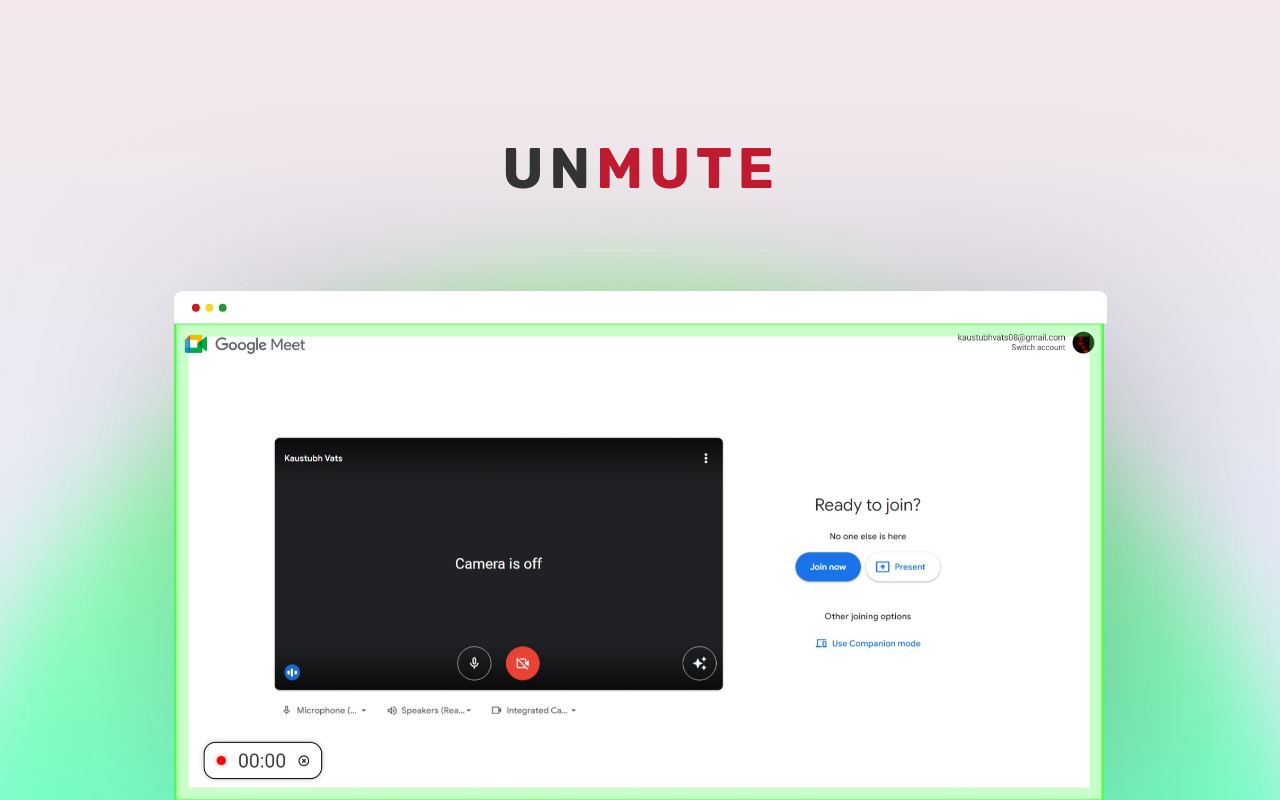 UNMUTE
Google Meet
kaustubhvats08@gmail.com
Switch account
Kaustubh Vats
Camera is off
Ready to join?
No one else is here
Join now
Present
Other joining options
Use Companion mode
Microphone (...
Speakers (Rea...
Integrated Ca...
00:00